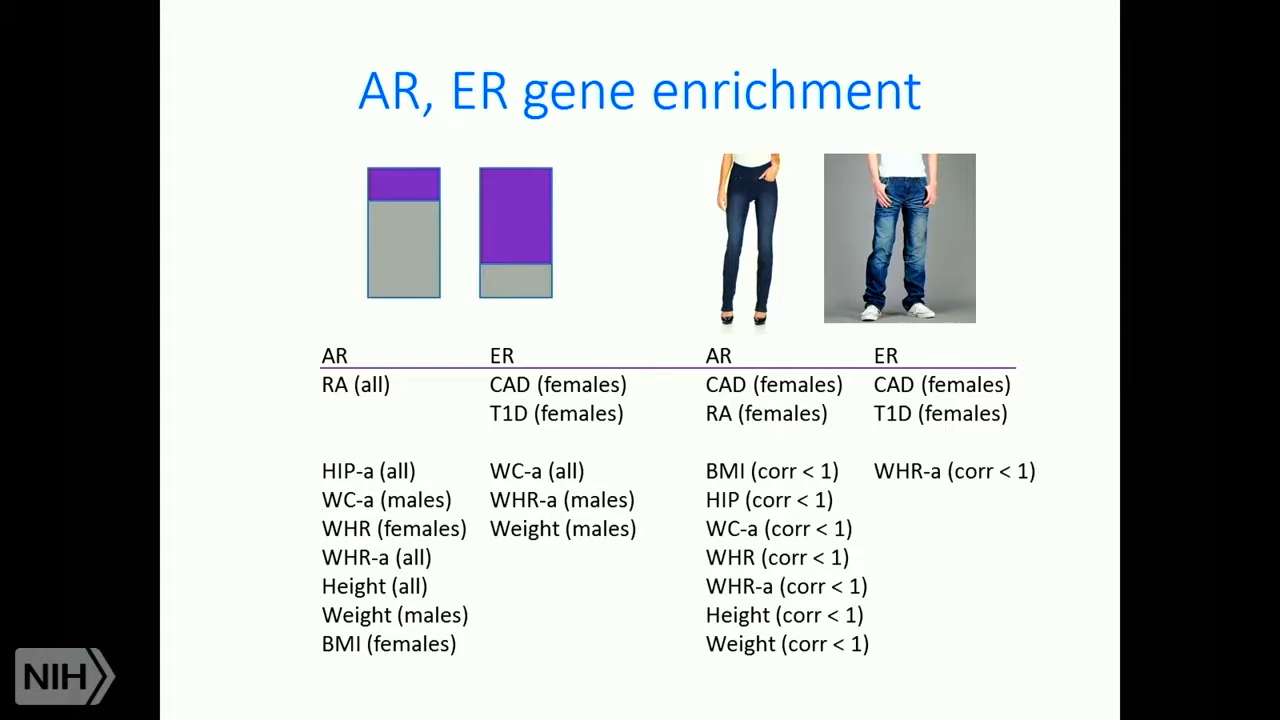 AR, ER gene enrichment
AR ER AR ER
RA (all) CAD (females) CAD (females) CAD (females)
T1D (females) RA (females) T1D (females)
HIP-a (all) WC-a (all) BMI (corr < 1) WHR-a (corr < 1)
WC-a (males) WHR-a (males) HIP (corr < 1)
WHR (females) Weight (males) WC-a (corr < 1)
WHR-a (all) WHR (corr < 1)
Height (all) WHR-a (corr < 1)
Weight (males) Height (corr < 1)
BMI (females) Weight (corr < 1)
NIH